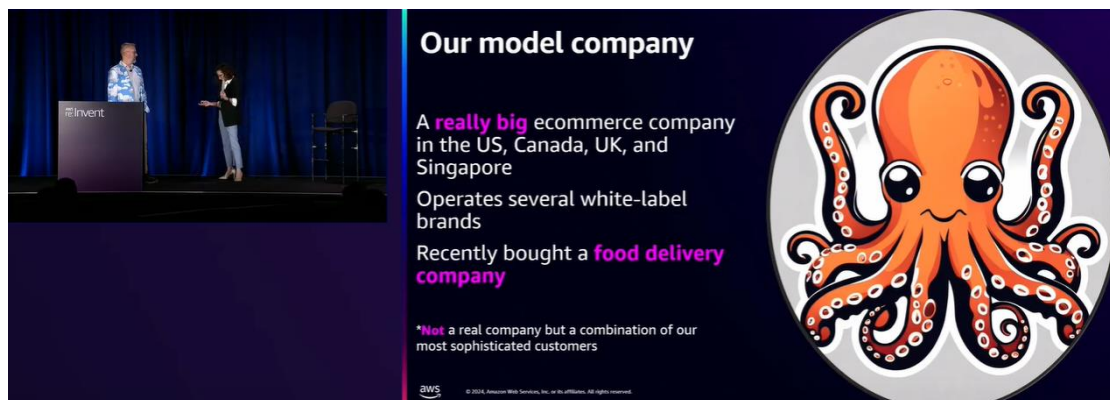 aws
re:Invent
Our model company
A really big ecommerce company
in the US, Canada, UK, and
Singapore
Operates several white-label
brands
Recently bought a food delivery
company
*Not a real company but a combination of our
most sophisticated customers
aws
© 2024, Amazon Web Services, Inc. or its affiliates. All rights reserved.